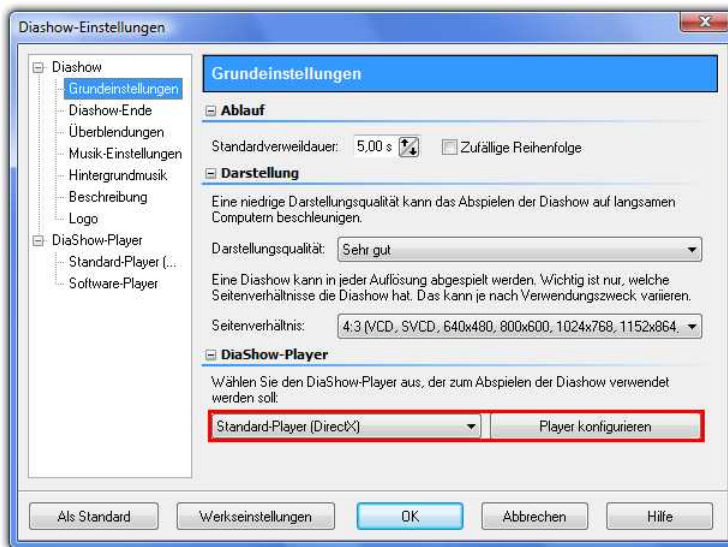 Diashow-Einstellungen
Diashow
Grundeinstellungen
Diashow-Ende
Überblendungen
Musik-Einstellungen
Hintergrundmusik
Beschreibung
Logo
DiaShow-Player
Standard-Player (...
Software-Player
Grundeinstellungen
Ablauf
Standardverweildauer: 5,00 s Zufällige Reihenfolge
Darstellung
Eine niedrige Darstellungsqualität kann das Abspielen der Diashow auf langsamen
Computern beschleunigen.
Darstellungsqualität: Sehr gut
Eine Diashow kann in jeder Auflösung abgespielt werden. Wichtig ist nur, welche
Seitenverhältnisse die Diashow hat. Das kann je nach Verwendungszweck variieren.
Seitenverhältnis: 4:3 (VCD, SVCD, 640x480, 800x600, 1024x768, 1152x864,
DiaShow-Player
Wählen Sie den DiaShow-Player aus, der zum Abspielen der Diashow verwendet
werden soll:
Standard-Player (DirectX) Player konfigurieren
Als Standard Werkseinstellungen OK Abbrechen Hilfe